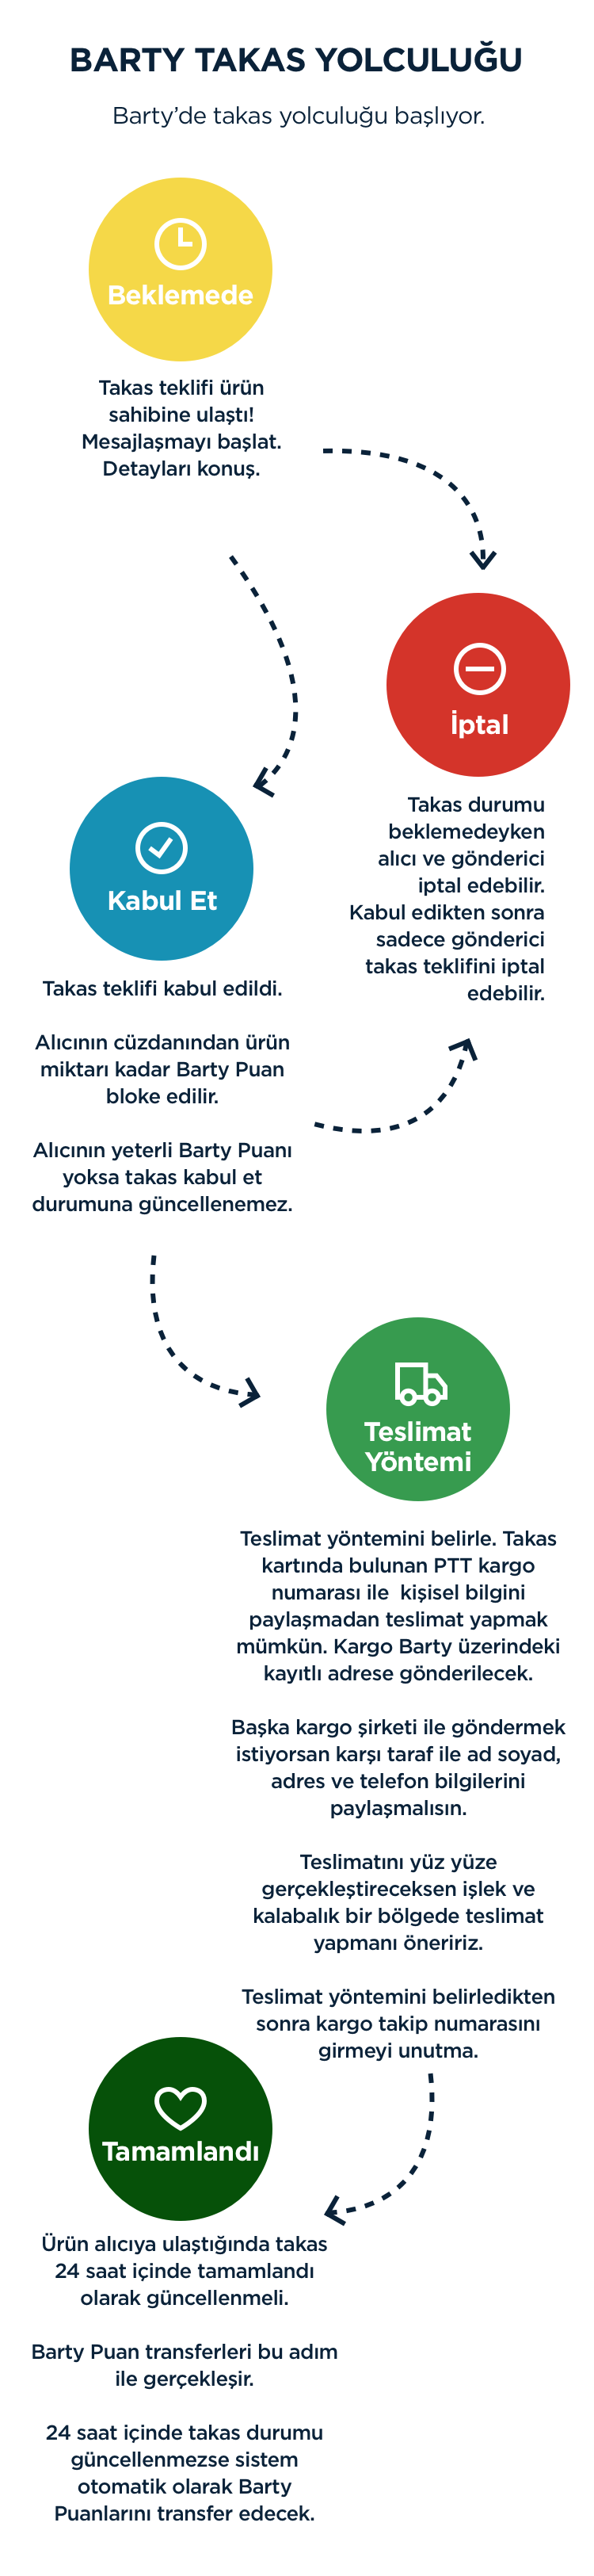 BARTY TAKAS YOLCULUĞU
Barty’de takas yolculuğu başlıyor.
Beklemede
Takas teklifi ürün
sahibine ulaştı!
Mesajlaşmayı başlat.
Detayları konuş.
İptal
Takas durumu
beklemedeyken
alıcı ve gönderici
iptal edebilir.
Kabul edikten sonra
sadece gönderici
takas teklifini iptal
edebilir.
Kabul Et
Takas teklifi kabul edildi.
Alıcının cüzdanından ürün
miktarı kadar Barty Puan
bloke edilir.
Alıcının yeterli Barty Puanı
yoksa takas kabul et
durumuna güncellenemez.
Teslimat
Yöntemi
Teslimat yöntemini belirle. Takas
kartında bulunan PTT kargo
numarası ile  kişisel bilgini
paylaşmadan teslimat yapmak
mümkün. Kargo Barty üzerindeki
kayıtlı adrese gönderilecek.
Başka kargo şirketi ile göndermek
istiyorsan karşı taraf ile ad soyad,
adres ve telefon bilgilerini
paylaşmalısın.
Teslimatını yüz yüze
gerçekleştireceksen işlek ve
kalabalık bir bölgede teslimat
yapmanı öneririz.
Teslimat yöntemini belirledikten
sonra kargo takip numarasını
girmeyi unutma.
Tamamlandı
Ürün alıcıya ulaştığında takas
24 saat içinde tamamlandı
olarak güncellenmeli.
Barty Puan transferleri bu adım
ile gerçekleşir.
24 saat içinde takas durumu
güncellenmezse sistem
otomatik olarak Barty
Puanlarını transfer edecek.